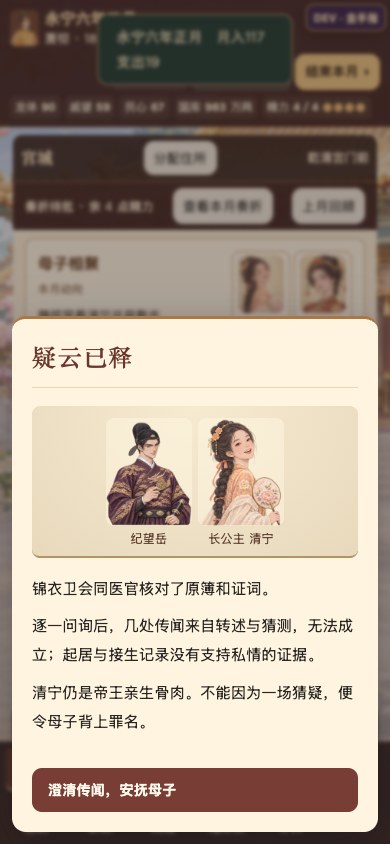 永宁六年正月　月入117
支出19
DEV
结束本月
宫城
分配住所
乾清宫门前
查看本月奏折
上月回顾
母子相聚
本月动向
疑云已释
纪望岳
长公主 清宁
锦衣卫会同医官核对了原簿和证词。
逐一问询后，几处传闻来自转述与猜测，无法成
立；起居与接生记录没有支持私情的证据。
清宁仍是帝王亲生骨肉。不能因为一场猜疑，便
令母子背上罪名。
澄清传闻，安抚母子